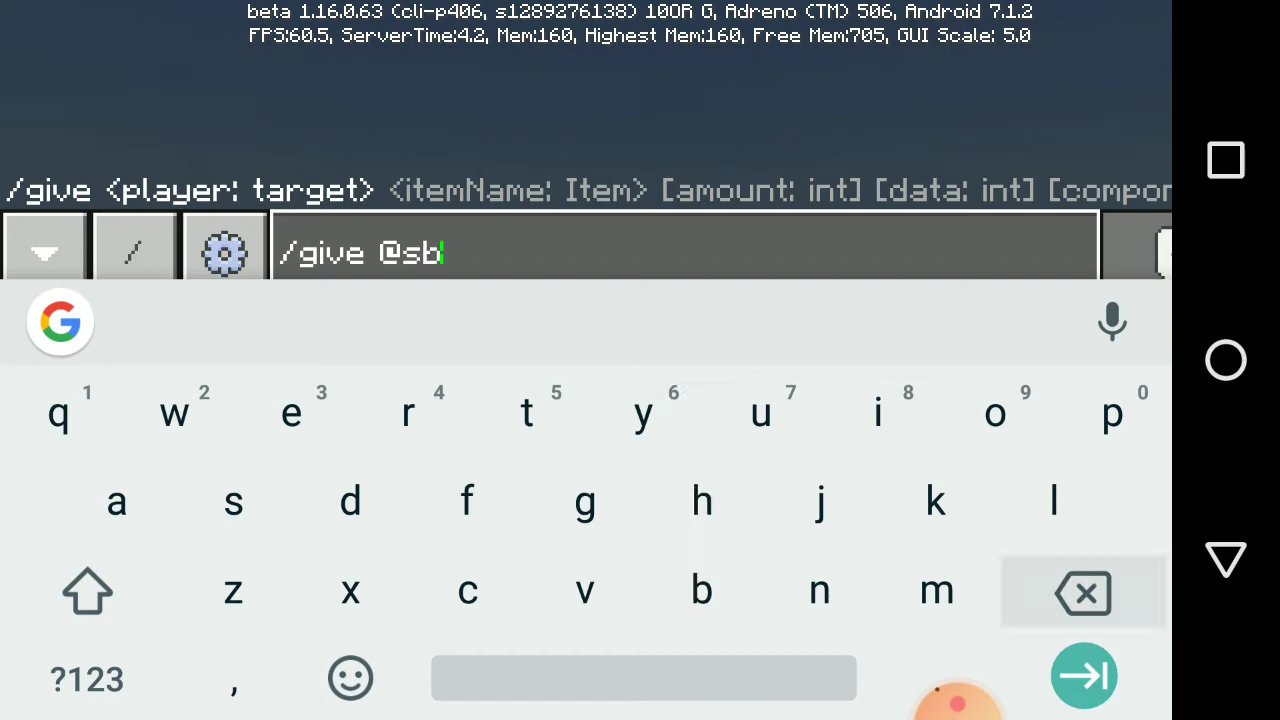 beta 1.16.0.63 (cli-p406, s1289276138) 100R G, Adreno (TM) 506, Android 7.1.2
FPS:60.5, ServerTime:4.2, Mem:160, Highest Mem:160, Free Mem:705, GUI Scale: 5.0
/give <player: target> <itemName: Item> [amount: int] [data: int] [compor
/ /give @sb
G
1 2 3 4 5 6 7 8 9 0
q w e r t y u i o p
a s d f g h j k l
z x c v b n m
?123 ,